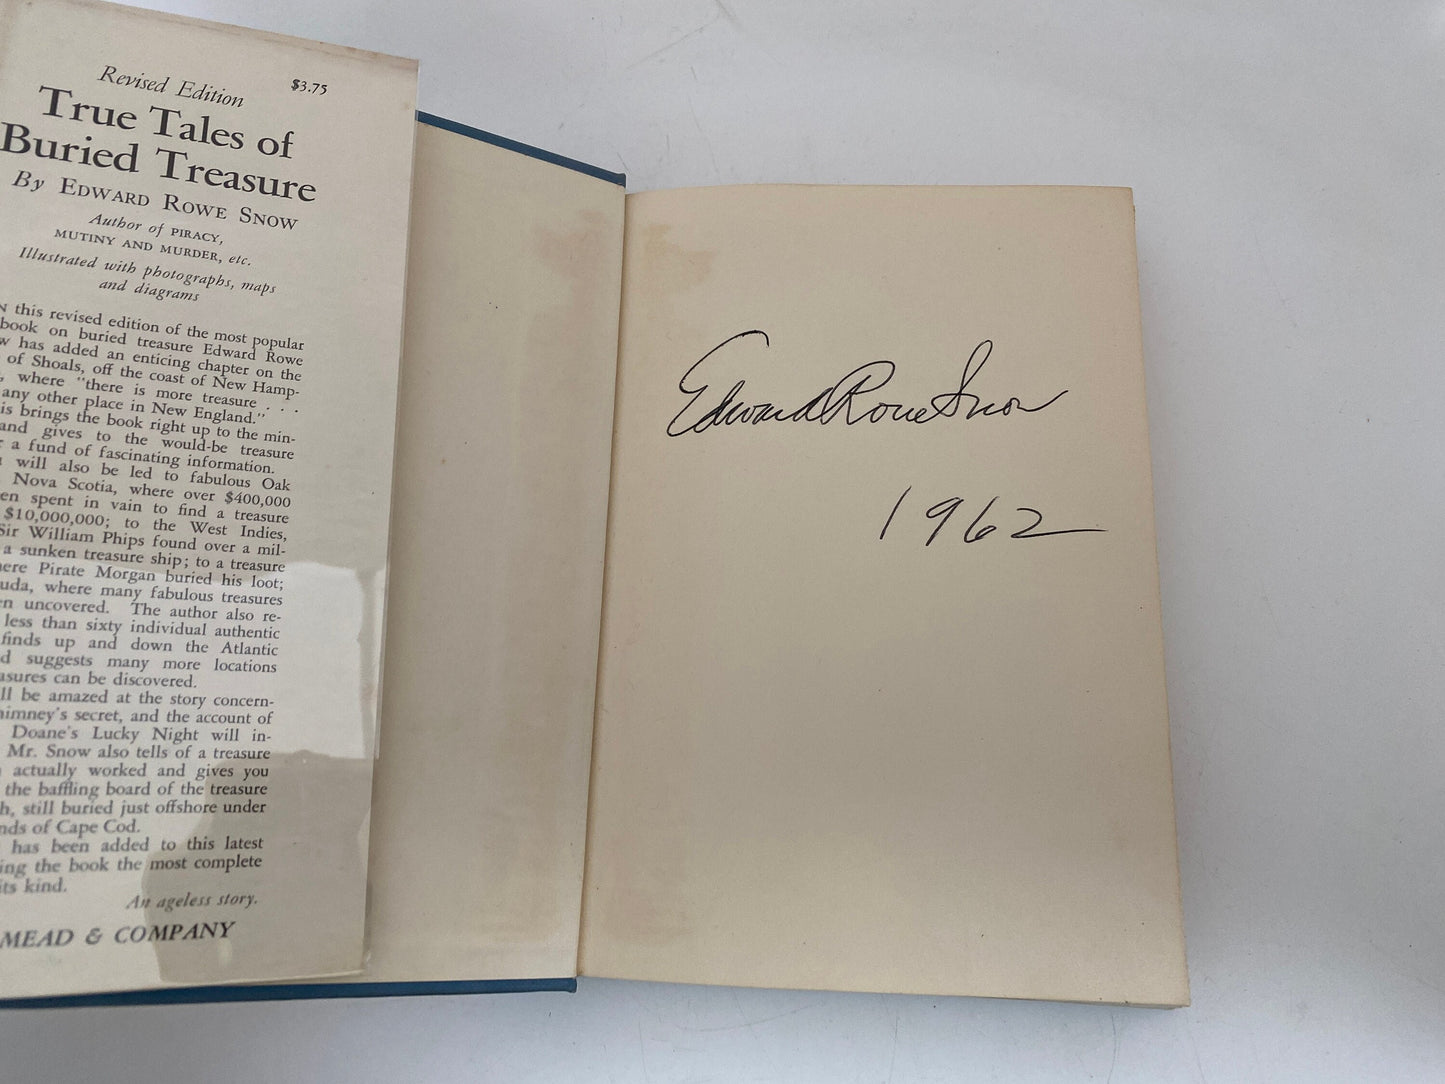 Revised Edition
$3.75
True Tales of
Buried Treasure
By EDWARD ROWE SNOW
Author of PIRACY,
MUTINY AND MURDER, etc.
Illustrated with photographs, maps
and diagrams
this revised edition of the most popular
book on buried treasure Edward Rowe
has added an enticing chapter on the
of Shoals, off the coast of New Hamp-
where "there is more treasure . . .
any other place in New England."
is brings the book right up to the min-
and gives to the would-be treasure
a fund of fascinating information.
will also be led to fabulous Oak
Nova Scotia, where over $400,000
en spent in vain to find a treasure
$10,000,000; to the West Indies,
Sir William Phips found over a mil-
a sunken treasure ship; to a treasure
ere Pirate Morgan buried his loot;
uda, where many fabulous treasures
en uncovered. The author also re-
less than sixty individual authentic
finds up and down the Atlantic
d suggests many more locations
asures can be discovered.
ll be amazed at the story concern-
himney's secret, and the account of
Doane's Lucky Night will in-
Mr. Snow also tells of a treasure
actually worked and gives you
the baffling board of the treasure
h, still buried just offshore under
nds of Cape Cod.
has been added to this latest
ing the book the most complete
its kind.
An ageless story.
MEAD & COMPANY
Edward Rowe Snow
1962